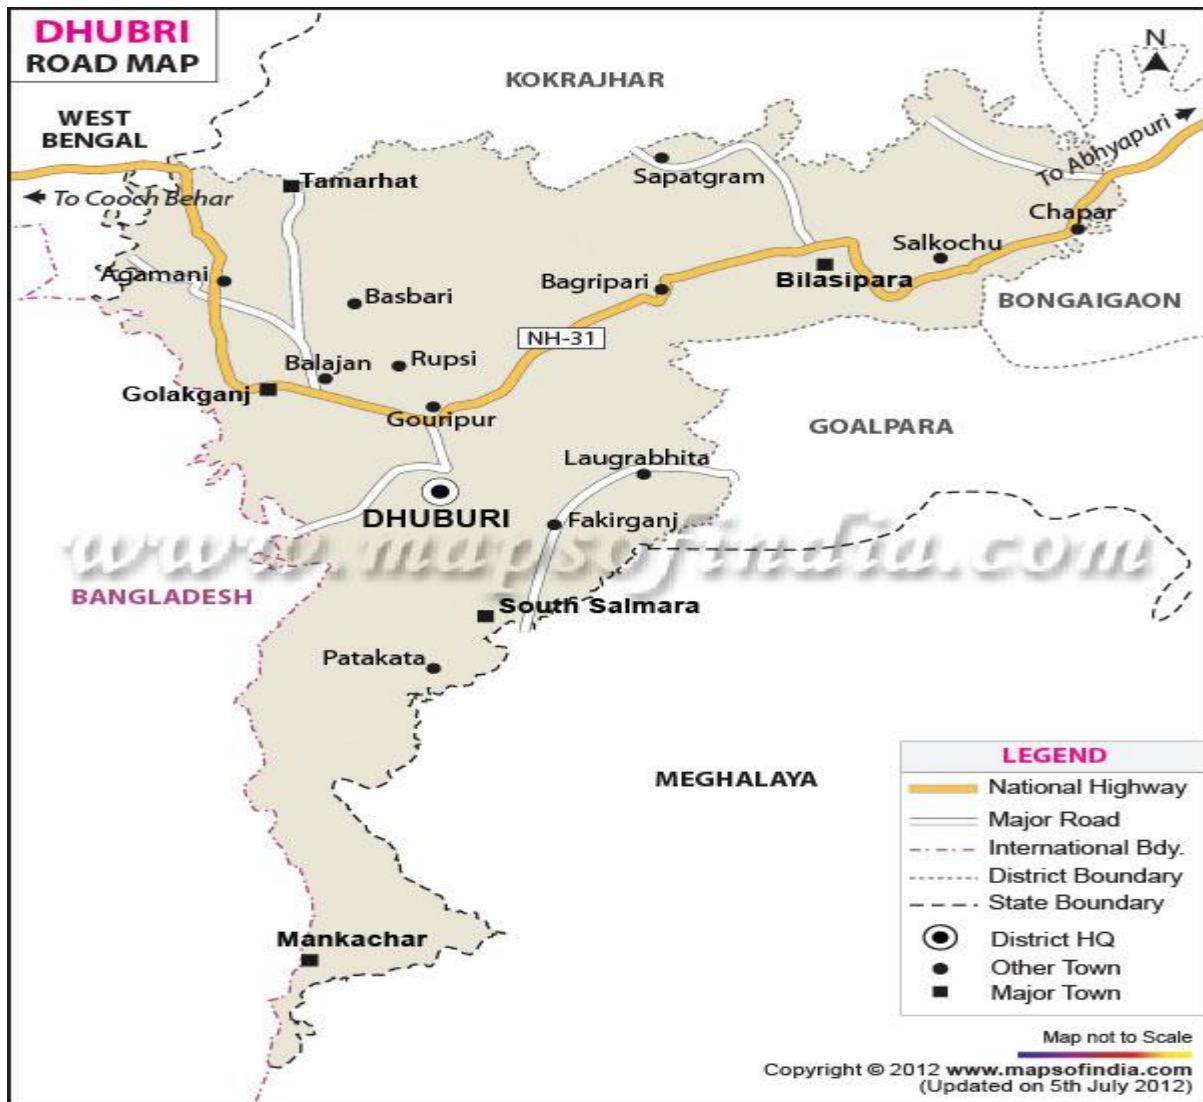 DHUBRI
ROAD MAP
N
KOKRAJHAR
WEST
BENGAL
To Abhyapuri
Tamarhat
Sapatgram
To Cooch Behar
Chapar
Salkochu
Agamani
Bagripari
Bilasipara
Basbari
BONGAIGAON
NH-31
Balajan
Rupsi
Golakganj
Gouripur
GOALPARA
Laugrabhita
DHUBURI
Fakirganj
www.mapsofindia.com
BANGLADESH
South Salmara
Patakata
MEGHALAYA
LEGEND
National Highway
Major Road
International Bdy.
District Boundary
State Boundary
District HQ
Other Town
Major Town
Mankachar
Map not to Scale
Copyright © 2012 www.mapsofindia.com
(Updated on 5th July 2012)